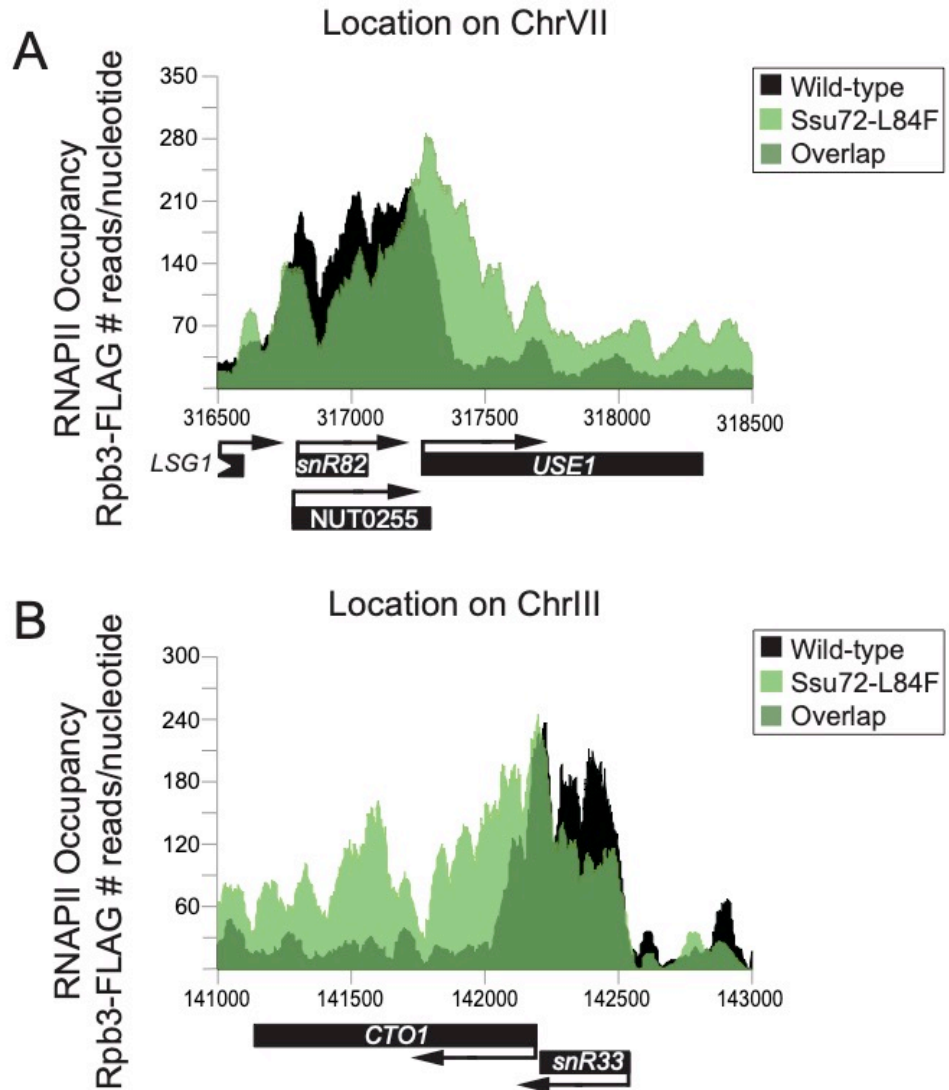 A
Location on ChrVII
RNAPII Occupancy
Rpb3-FLAG # reads/nucleotide
350
280
210
140
70
316500
317000
317500
318000
318500
Wild-type
Ssu72-L84F
Overlap
LSG1
snR82
USE1
NUT0255
B
Location on ChrIII
RNAPII Occupancy
Rpb3-FLAG # reads/nucleotide
300
240
180
120
60
141000
141500
142000
142500
143000
Wild-type
Ssu72-L84F
Overlap
CTO1
snR33